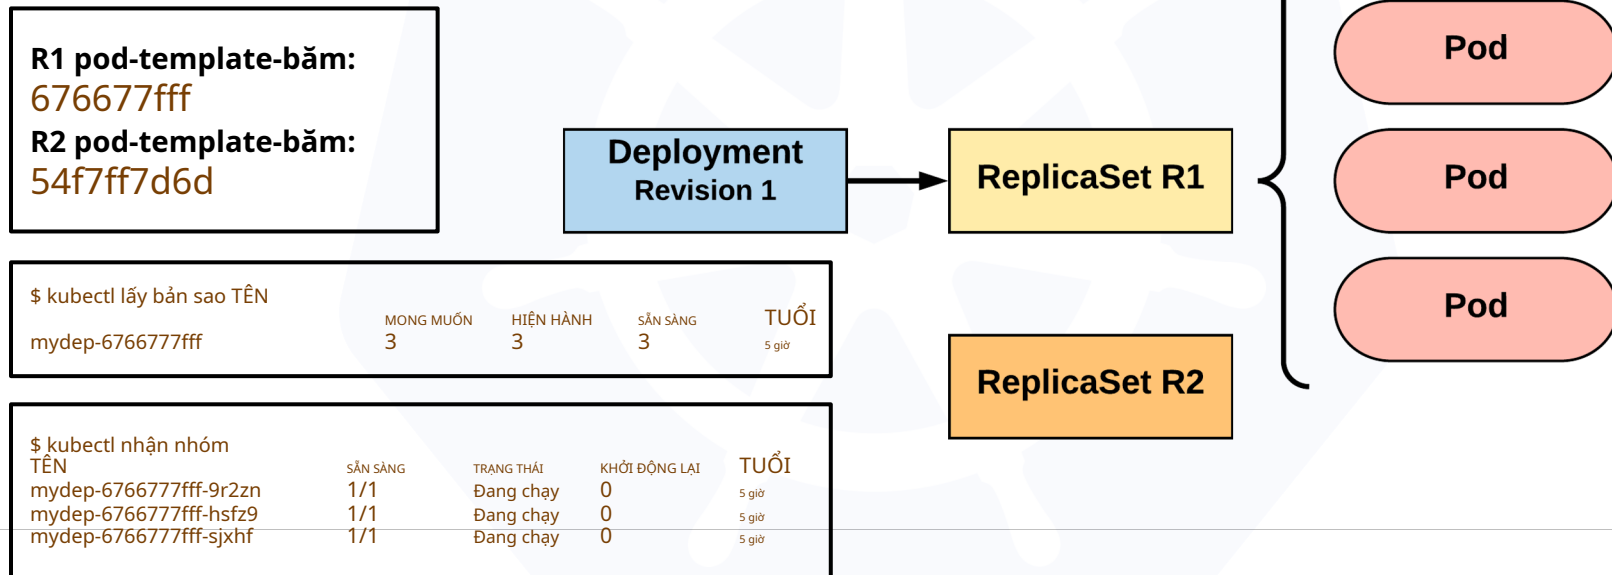 R1 pod-template-băm:
676677fff
R2 pod-template-băm:
54f7ff7d6d
Deployment
Revision 1
ReplicaSet R1
Pod
Pod
Pod
ReplicaSet R2
$ kubectl lấy bản sao TÊN
MONG MUỐN HIỆN HÀNH SẴN SÀNG TUỔI
mydep-6766777fff 3 3 3 5 giờ
$ kubectl nhận nhóm
TÊN SẴN SÀNG TRẠNG THÁI KHỞI ĐỘNG LẠI TUỔI
mydep-6766777fff-9r2zn 1/1 Đang chạy 0 5 giờ
mydep-6766777fff-hsfz9 1/1 Đang chạy 0 5 giờ
mydep-6766777fff-sjxhf 1/1 Đang chạy 0 5 giờ